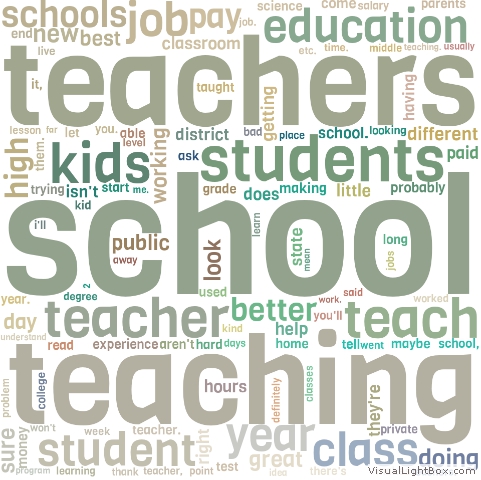 schools job pay science come salary parents
end new best job. education
classroom etc. time. middle teaching. usually
live
teachers
it, taught getting having
lesson far let you. able bad place school. looking different
level
high them. kids working district
ask students paid
trying isn't start me. grade does making little probably
kid
school
i'll public look learn state mean long
away jobs
used said
year. degree 2 better work. worked
day teacher kind you'll teach
help
understand read experience aren't hard days home tell went maybe school,
teaching
problem college hours definitely classes they're
sure money won't week teacher. right year private
student great class doing
program learning thank teacher, point test idea there's
VisualLightBox.com